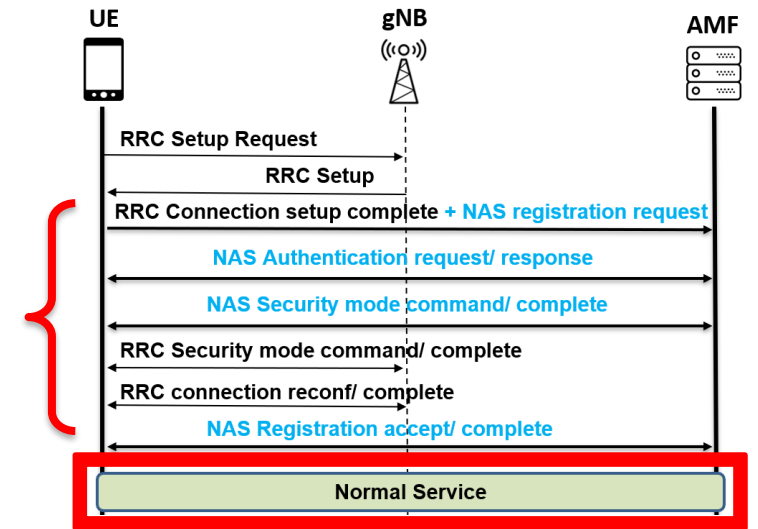 UE
gNB
AMF
RRC Setup Request
RRC Setup
RRC Connection setup complete + NAS registration request
NAS Authentication request/ response
NAS Security mode command/ complete
RRC Security mode command/ complete
RRC connection reconf/ complete
NAS Registration accept/ complete
Normal Service